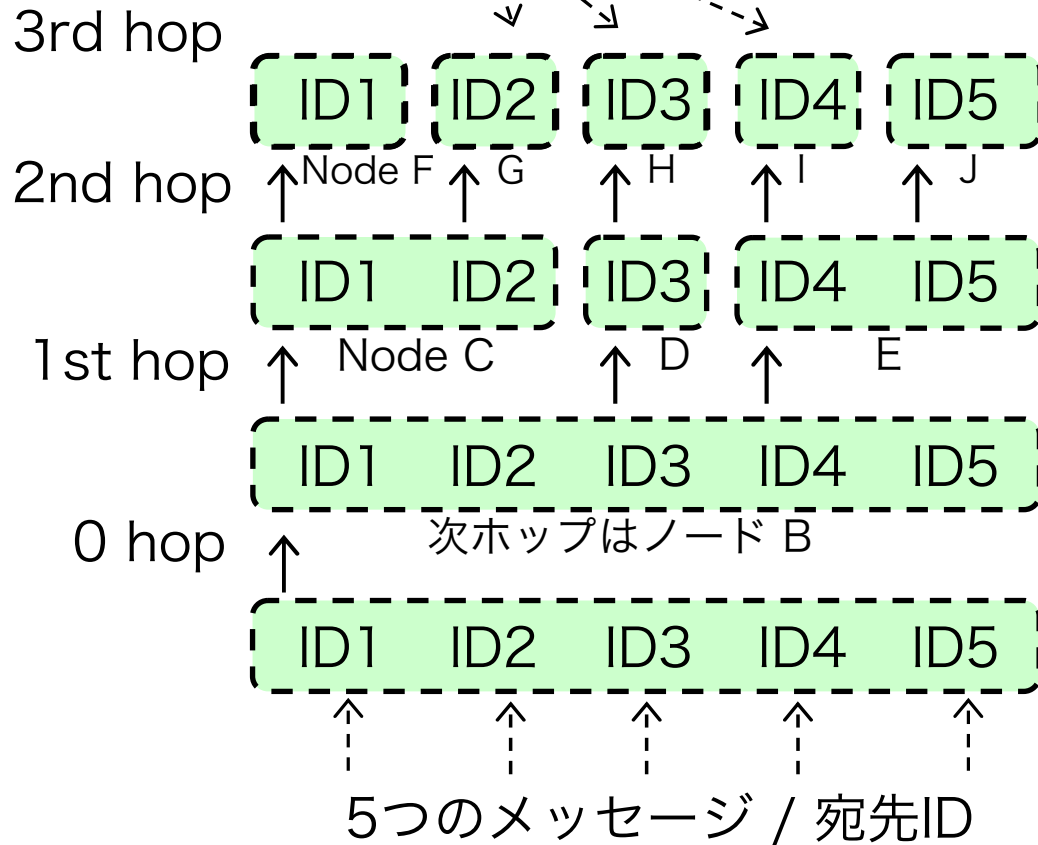 3rd hop
ID1 ID2 ID3 ID4 ID5
Node F G H I J
2nd hop
ID1 ID2 ID3 ID4 ID5
Node C D E
1st hop
ID1 ID2 ID3 ID4 ID5
次ホップはノード B
0 hop
ID1 ID2 ID3 ID4 ID5
5つのメッセージ / 宛先ID